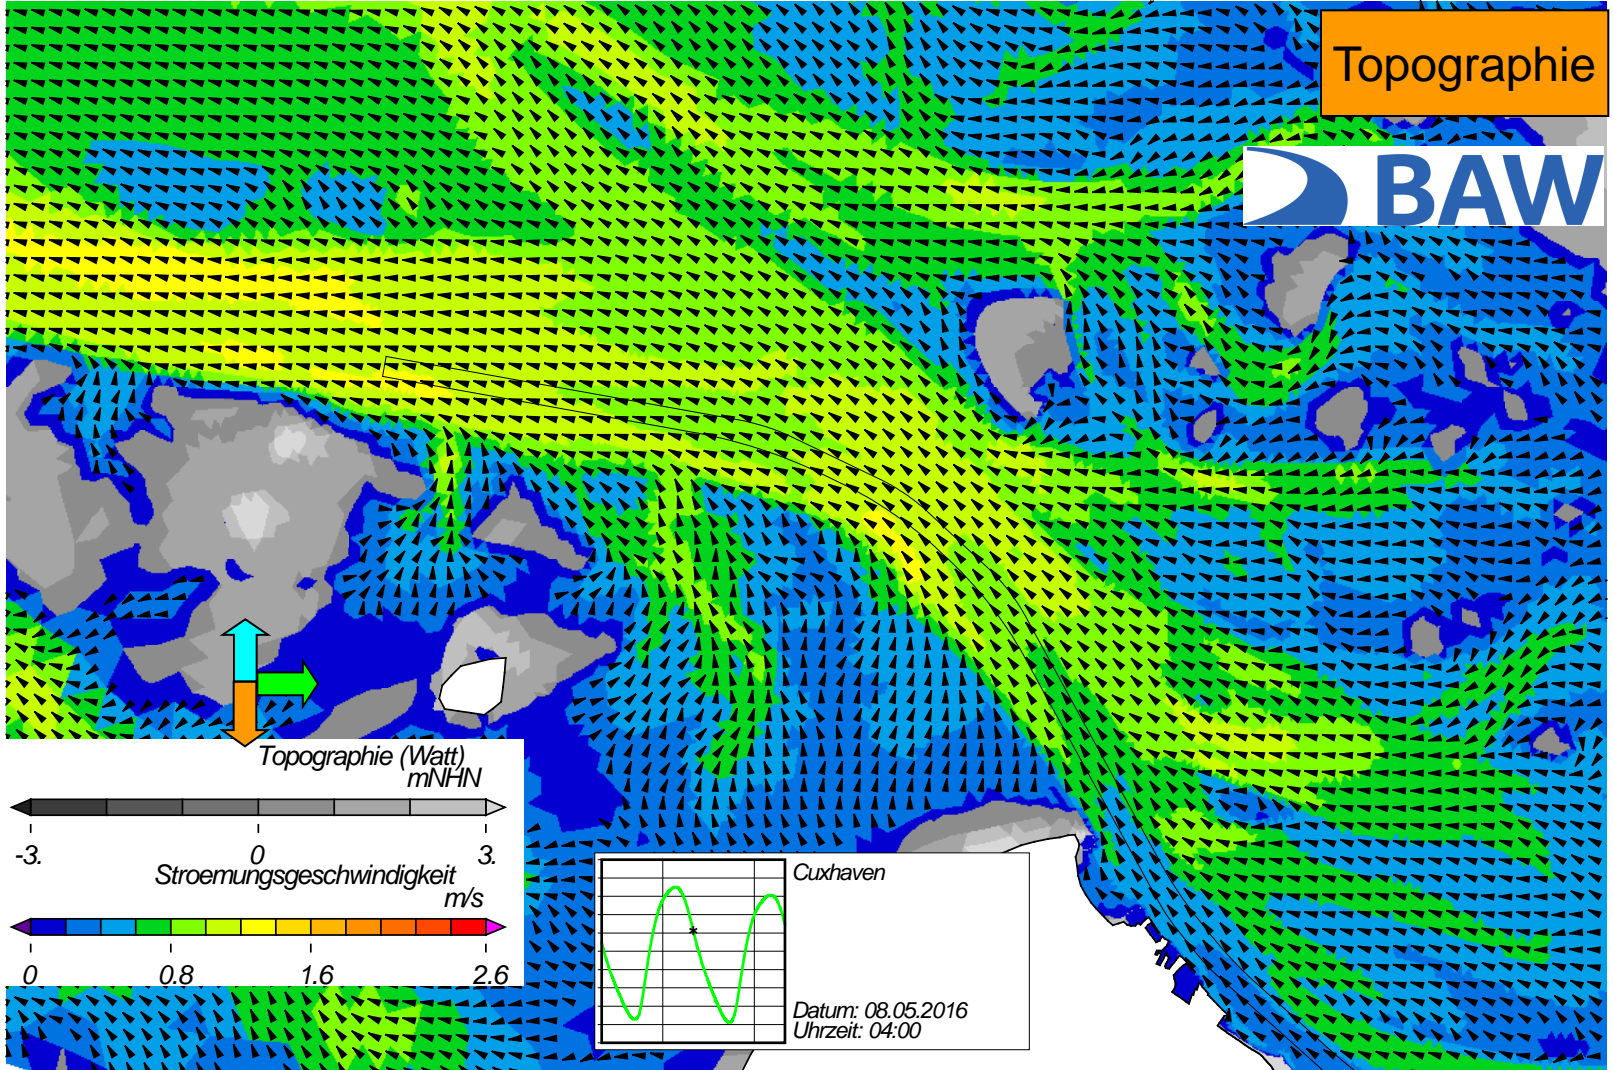 Topographie
BAW
Topographie (Watt)
mNHN
-3. 0 3.
Stroemungsgeschwindigkeit
m/s
0 0.8 1.6 2.6
Cuxhaven
Datum: 08.05.2016
Uhrzeit: 04:00